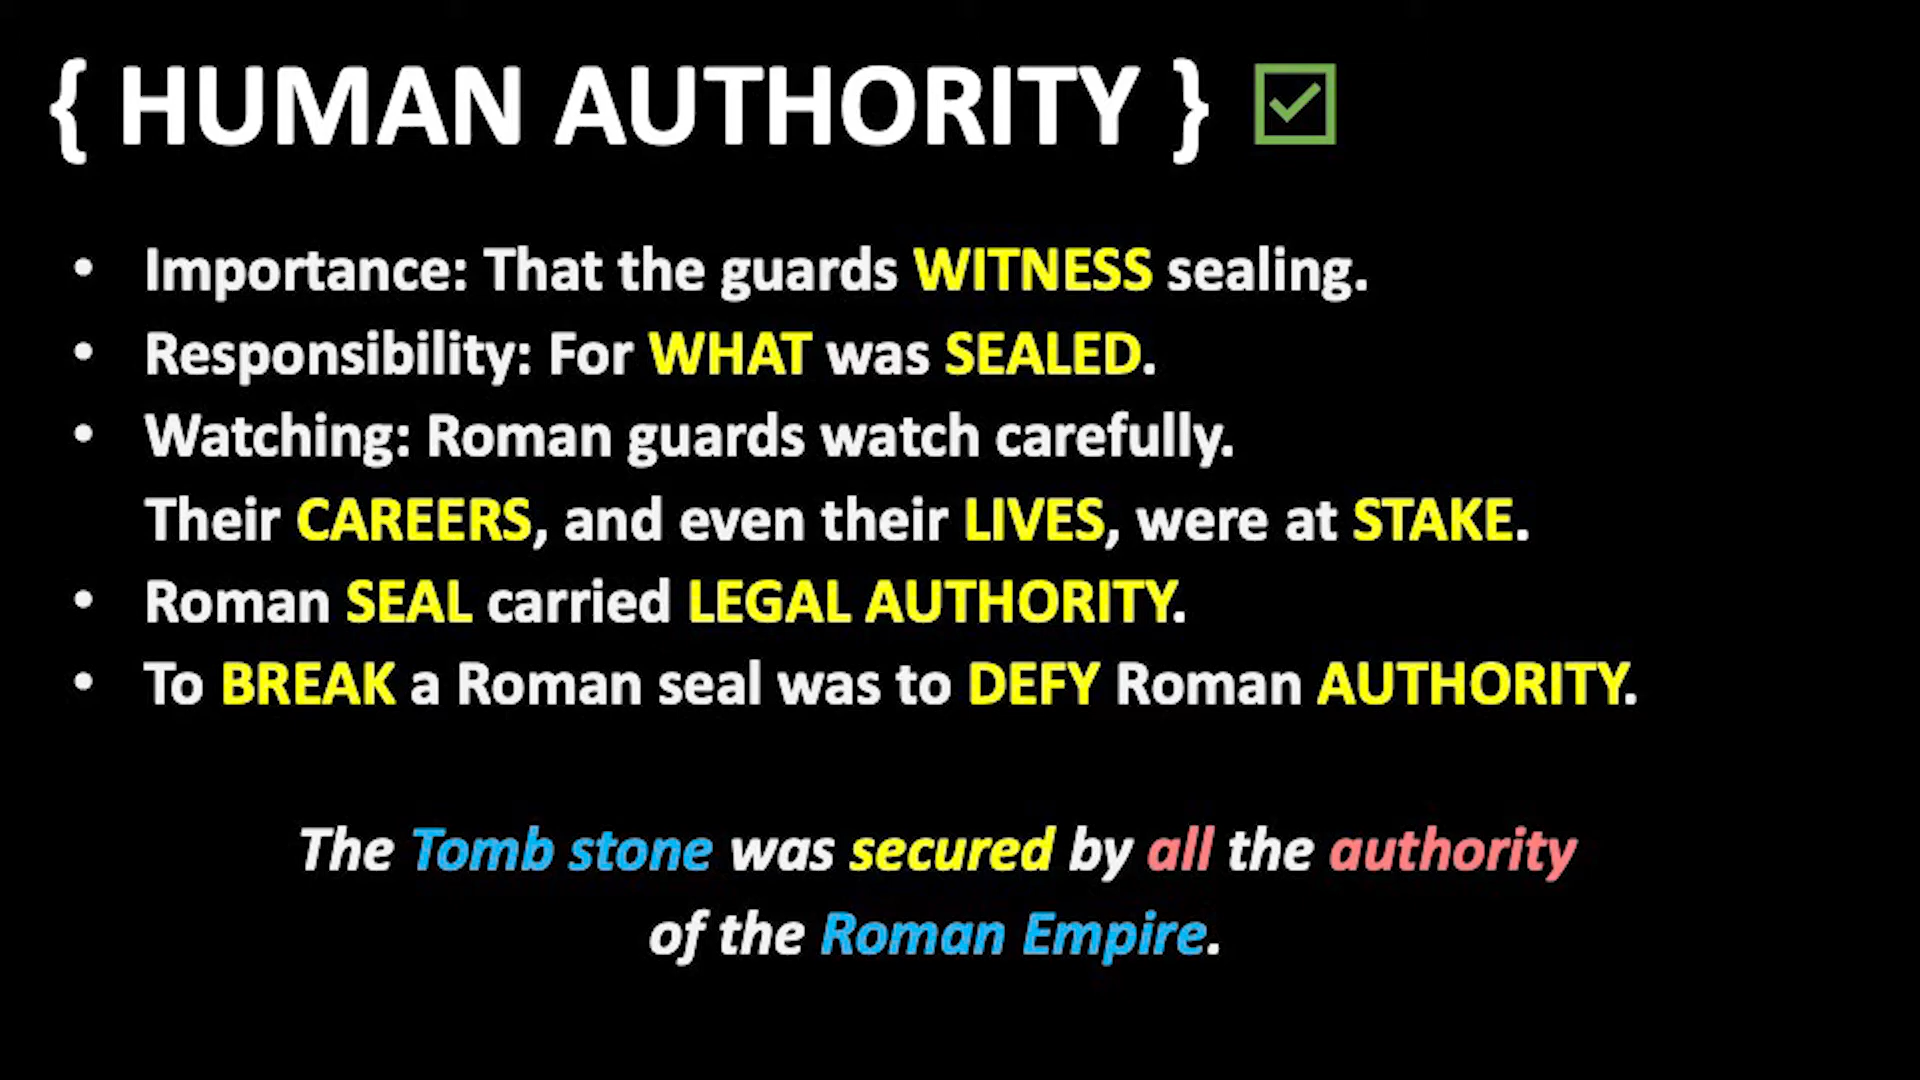 { HUMAN AUTHORITY } ☑
• Importance: That the guards WITNESS sealing.
• Responsibility: For WHAT was SEALED.
• Watching: Roman guards watch carefully.
Their CAREERS, and even their LIVES, were at STAKE.
• Roman SEAL carried LEGAL AUTHORITY.
• To BREAK a Roman seal was to DEFY Roman AUTHORITY.
The Tomb stone was secured by all the authority
of the Roman Empire.